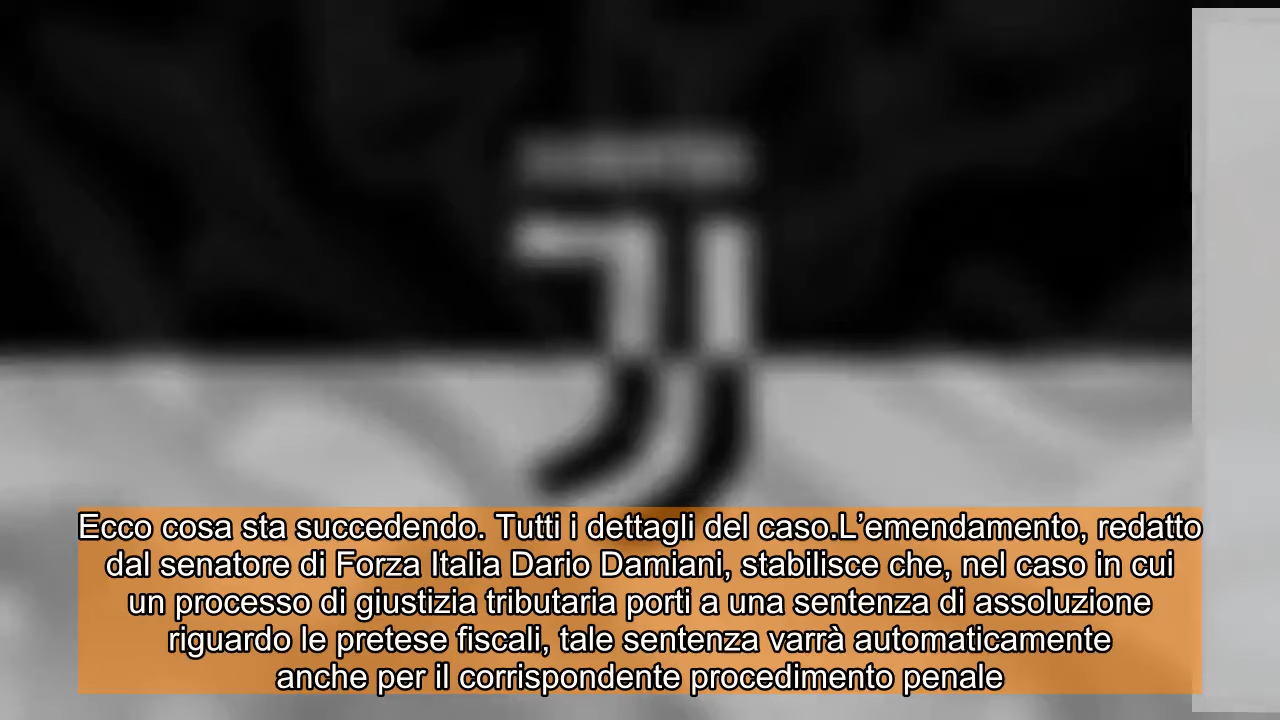 Ecco cosa sta succedendo. Tutti i dettagli del caso.L’emendamento, redatto
dal senatore di Forza Italia Dario Damiani, stabilisce che, nel caso in cui
un processo di giustizia tributaria porti a una sentenza di assoluzione
riguardo le pretese fiscali, tale sentenza varrà automaticamente
anche per il corrispondente procedimento penale